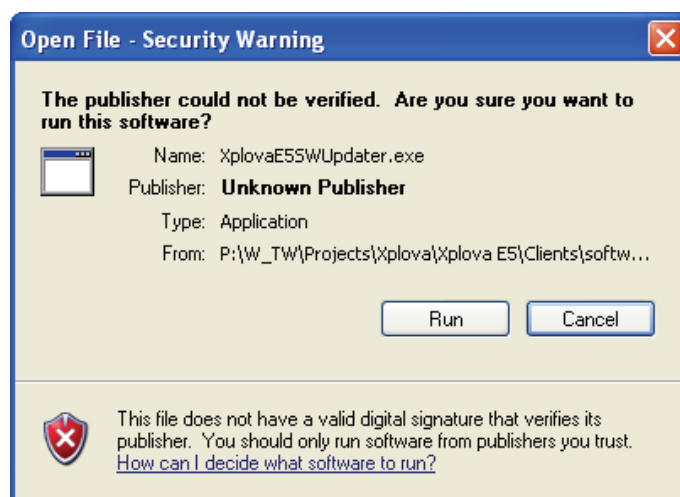 Open File - Security Warning
The publisher could not be verified.  Are you sure you want to
run this software?
Name: XplovaE5SWUpdater.exe
Publisher: Unknown Publisher
Type: Application
From: P:\W_TW\Projects\Xplova\Xplova E5\Clients\softw...
Run Cancel
This file does not have a valid digital signature that verifies its
publisher.  You should only run software from publishers you trust.
How can I decide what software to run?